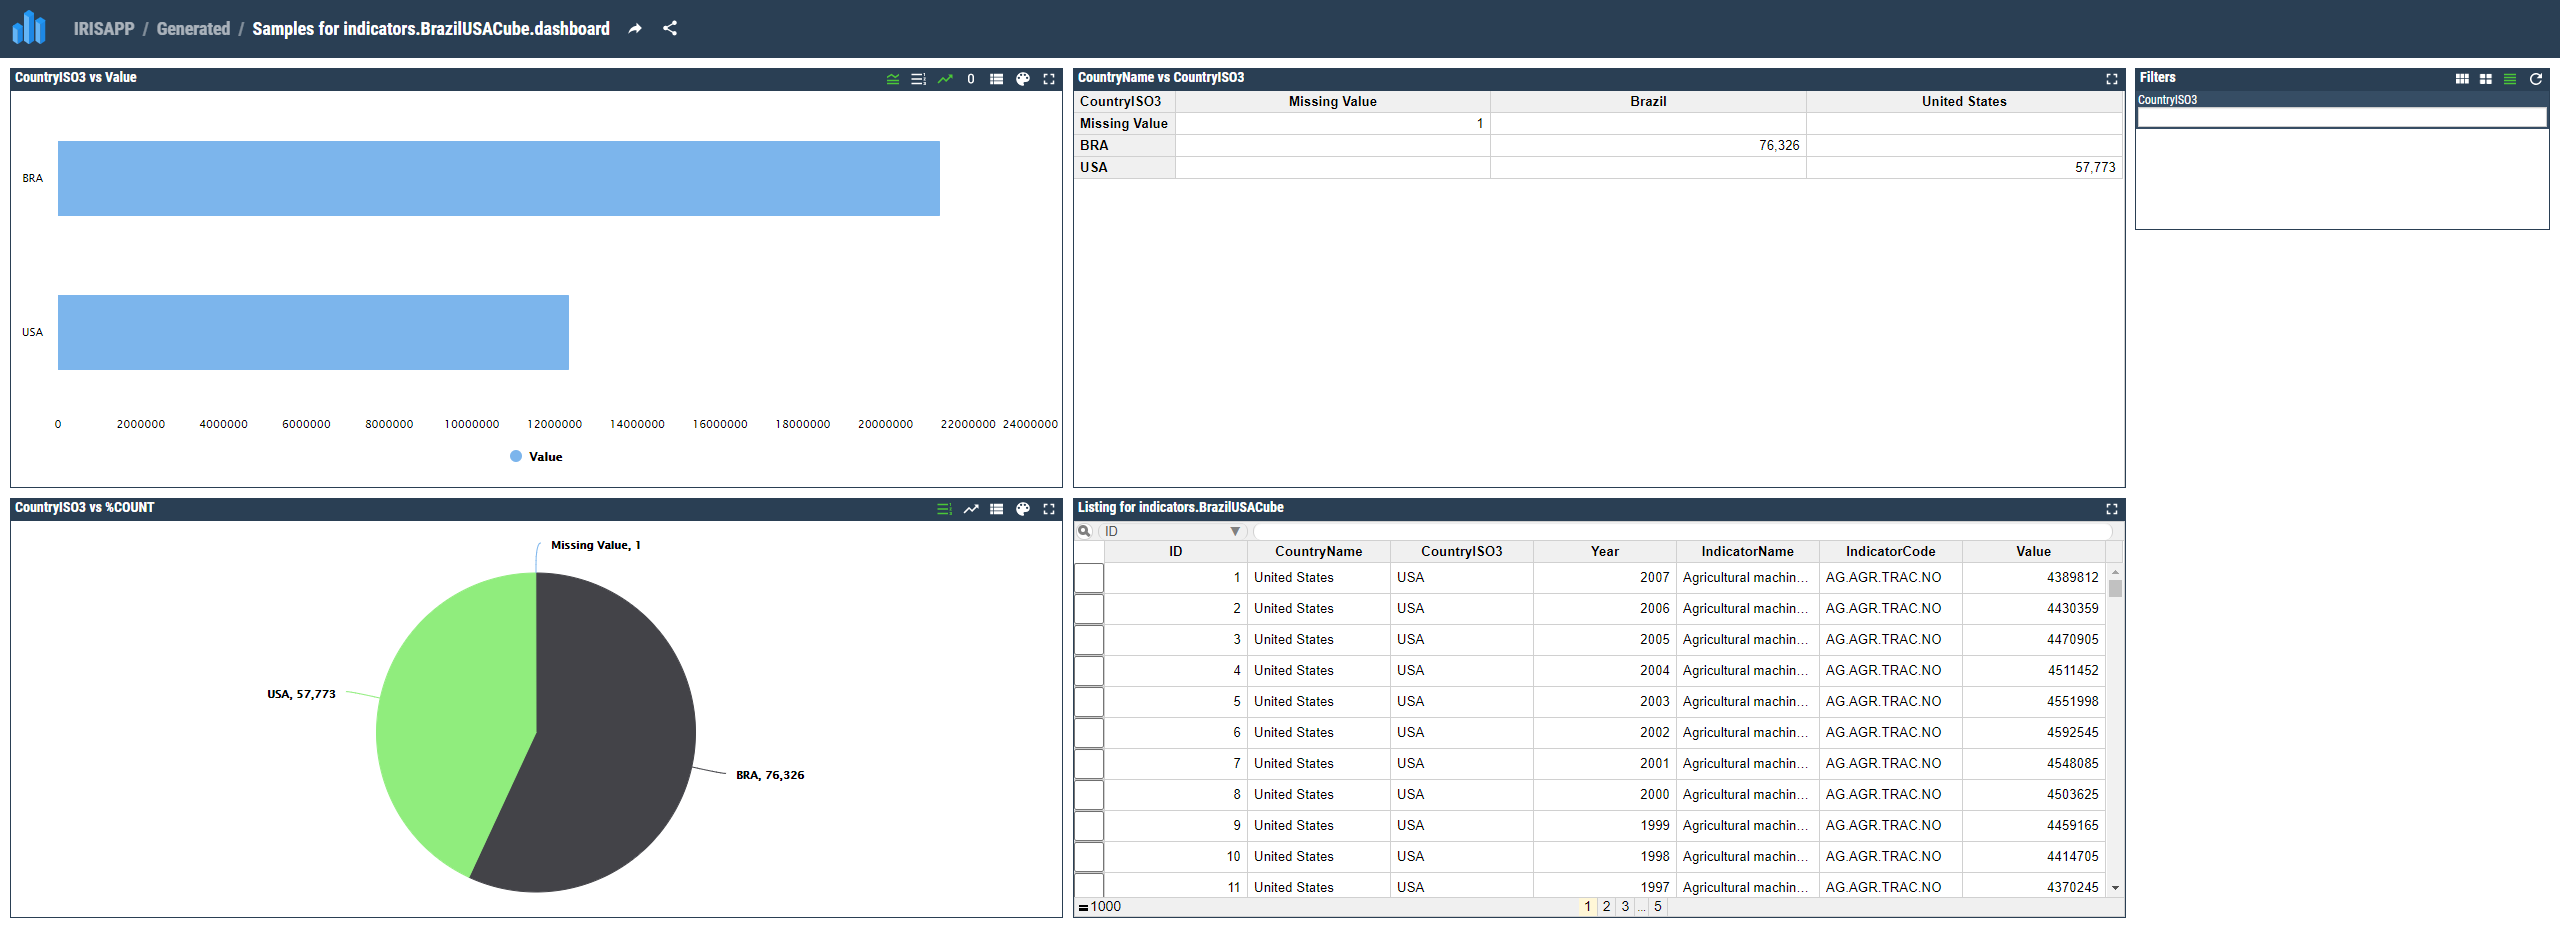 IRISAPP / Generated / Samples for indicators.BrazilUSACube.dashboard
CountryISO3 vs Value
0
BRA
USA
0 2000000 4000000 6000000 8000000 10000000 12000000 14000000 16000000 18000000 20000000 22000000 24000000
Value
CountryName vs CountryISO3
CountryISO3 Missing Value Brazil United States
Missing Value 1
BRA 76,326
USA 57,773
Filters
CountryISO3
CountryISO3 vs %COUNT
Missing Value, 1
USA, 57,773
BRA, 76,326
Listing for indicators.BrazilUSACube
ID
ID CountryName CountryISO3 Year IndicatorName IndicatorCode Value
1 United States USA 2007 Agricultural machin... AG.AGR.TRAC.NO 4389812
2 United States USA 2006 Agricultural machin... AG.AGR.TRAC.NO 4430359
3 United States USA 2005 Agricultural machin... AG.AGR.TRAC.NO 4470905
4 United States USA 2004 Agricultural machin... AG.AGR.TRAC.NO 4511452
5 United States USA 2003 Agricultural machin... AG.AGR.TRAC.NO 4551998
6 United States USA 2002 Agricultural machin... AG.AGR.TRAC.NO 4592545
7 United States USA 2001 Agricultural machin... AG.AGR.TRAC.NO 4548085
8 United States USA 2000 Agricultural machin... AG.AGR.TRAC.NO 4503625
9 United States USA 1999 Agricultural machin... AG.AGR.TRAC.NO 4459165
10 United States USA 1998 Agricultural machin... AG.AGR.TRAC.NO 4414705
11 United States USA 1997 Agricultural machin... AG.AGR.TRAC.NO 4370245
=1000 1 2 3 ... 5